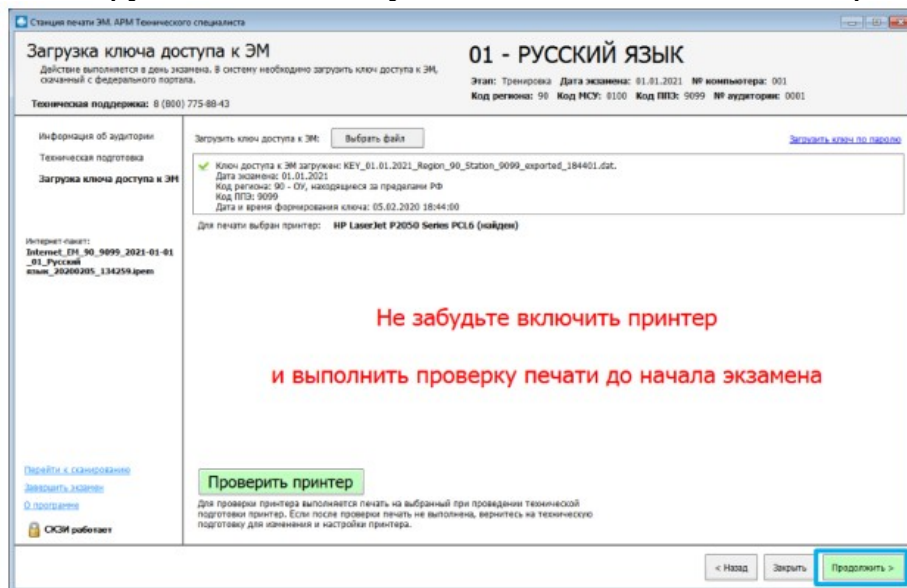 Станция печати ЭМ. АРМ Технического специалиста
Загрузка ключа доступа к ЭМ
Действие выполняется в день экзамена. В систему необходимо загрузить ключ доступа к ЭМ,
скачанный с федерального портала.
Техническая поддержка: 8 (800) 775-88-43
01 - РУССКИЙ ЯЗЫК
Этап: Тренировка Дата экзамена: 01.01.2021 № компьютера: 001
Код региона: 90 Код МСУ: 0100 Код ППЭ: 9099 № аудитории: 0001
Информация об аудитории
Техническая подготовка
Загрузка ключа доступа к ЭМ
Интернет-пакет:
Internet_EM_90_9099_2021-01-01
_01_Русский
язык_20200205_134259.ipem
Перейти к сканированию
Завершить экзамен
О программе
СКЗИ работает
Загрузить ключ доступа к ЭМ: Выбрать файл Загрузить ключ по паролю
Ключ доступа к ЭМ загружен: KEY_01.01.2021_Region_90_Station_9099_exported_184401.dat.
Дата экзамена: 01.01.2021
Код региона: 90 - ОУ, находящиеся за пределами РФ
Код ППЭ: 9099
Дата и время формирования ключа: 05.02.2020 18:44:00
Для печати выбран принтер: HP LaserJet P2050 Series PCL6 (найден)
Не забудьте включить принтер
и выполнить проверку печати до начала экзамена
Проверить принтер
Для проверки принтера выполняется печать на выбранный при проведении технической
подготовки принтер. Если после проверки печать не выполнена, вернитесь на техническую
подготовку для изменения и настройки принтера.
< Назад Закрыть Продолжить >